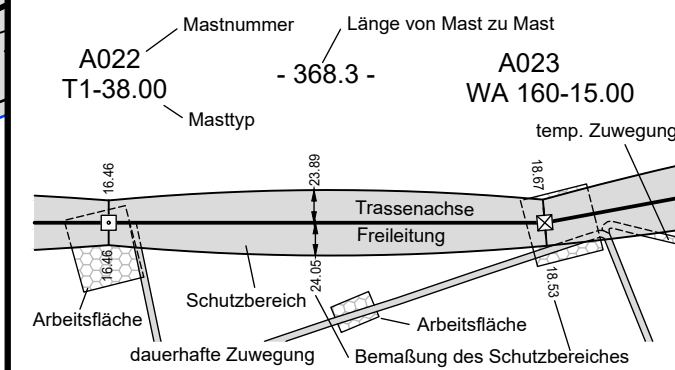 Mastnummer
Länge von Mast zu Mast
A022
T1-38.00
- 368.3 -
A023
WA 160-15.00
Masttyp
temp. Zuwegung
16.46
23.89
18.67
Trassenachse
Freileitung
16.46
24.05
18.53
Schutzbereich
Arbeitsfläche
Arbeitsfläche
dauerhafte Zuwegung
Bemaßung des Schutzbereiches